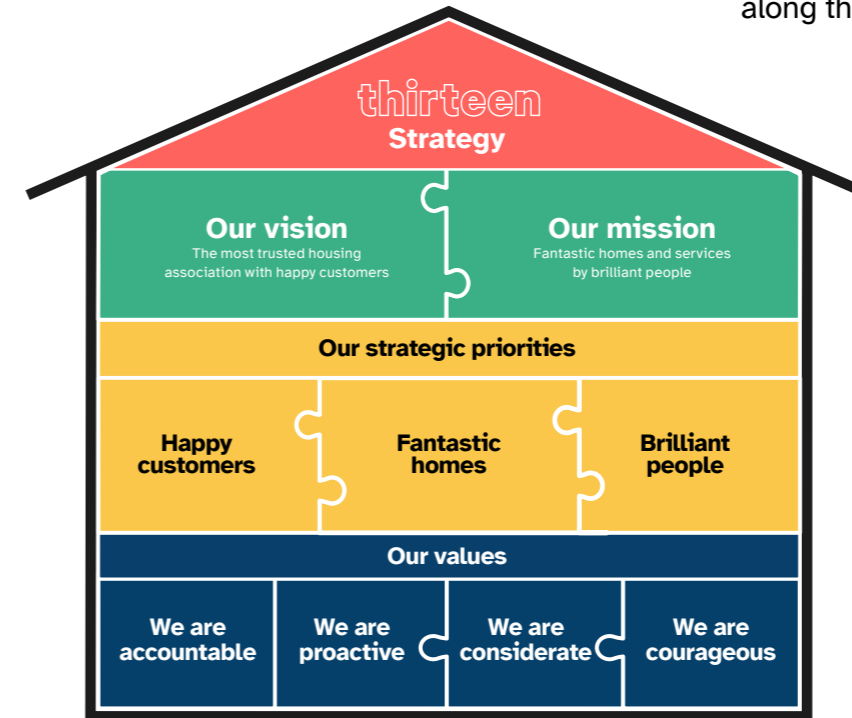 along th
thirteen
Strategy
Our vision
The most trusted housing
association with happy customers
Our mission
Fantastic homes and services
by brilliant people
Our strategic priorities
Happy
customers
Fantastic
homes
Brilliant
people
Our values
We are
accountable
We are
proactive
We are
considerate
We are
courageous